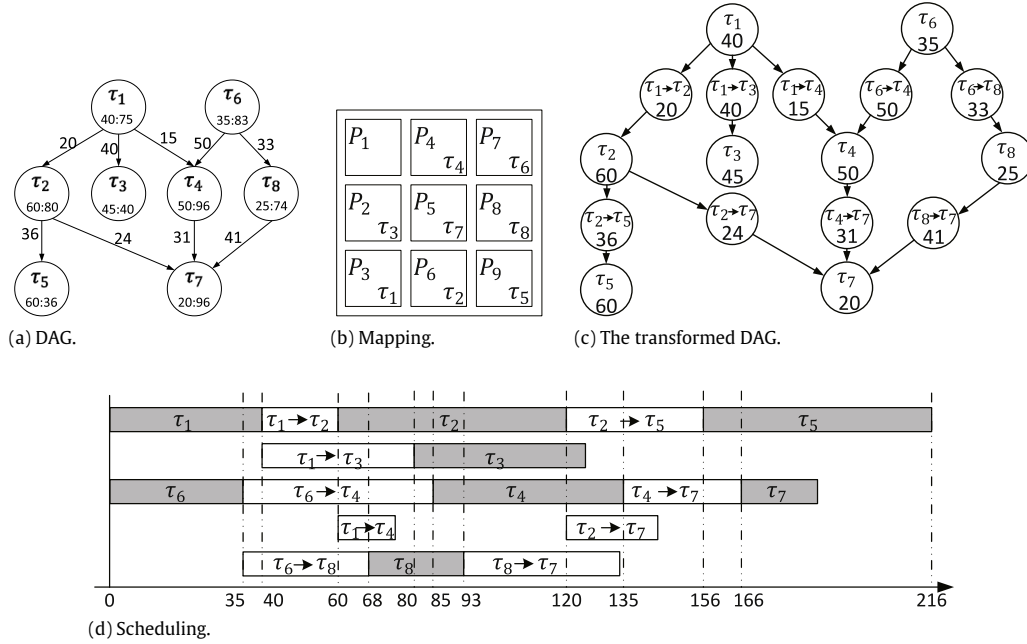 τ1
40:75
τ6
35:83
20
40
15
50
33
τ2
60:80
τ3
45:40
τ4
50:96
τ8
25:74
36
24
31
41
τ5
60:36
τ7
20:96
(a) DAG.
P1
P4
τ4
P7
τ6
P2
τ3
P5
τ7
P8
τ8
P3
τ1
P6
τ2
P9
τ5
(b) Mapping.
τ1
40
τ6
35
τ1→τ2
20
τ1→τ3
40
τ1→τ4
15
τ6→τ4
50
τ6→τ8
33
τ2
60
τ3
45
τ4
50
τ8
25
τ2→τ5
36
τ2→τ7
24
τ4→τ7
31
τ8→τ7
41
τ5
60
τ7
20
(c) The transformed DAG.
τ1 τ1→τ2 τ2 τ2→τ5 τ5
τ1→τ3 τ3
τ6 τ6→τ4 τ4 τ4→τ7 τ7
τ1→τ4 τ2→τ7
τ6→τ8 τ8 τ8→τ7
0 35 40 60 68 80 85 93 120 135 156 166 216
(d) Scheduling.